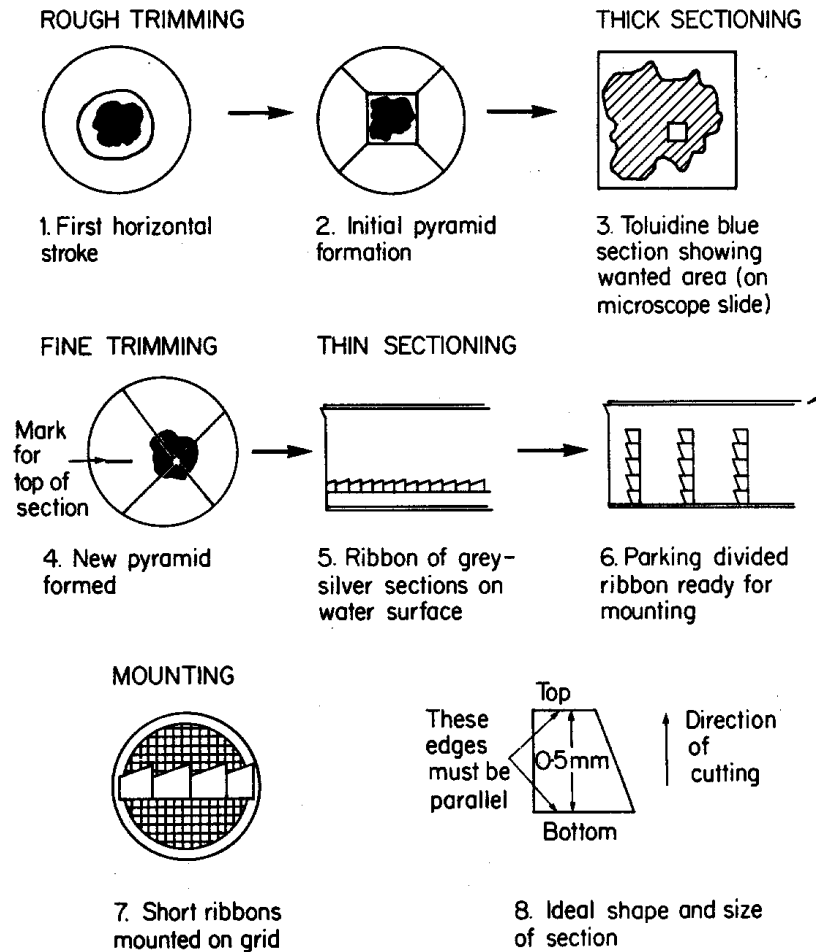 ROUGH TRIMMING
THICK SECTIONING
1. First horizontal
stroke
2. Initial pyramid
formation
3. Toluidine blue
section showing
wanted area (on
microscope slide)
FINE TRIMMING
THIN SECTIONING
Mark
for
top of
section
4. New pyramid
formed
5. Ribbon of grey-
silver sections on
water surface
6. Parking divided
ribbon ready for
mounting
MOUNTING
7. Short ribbons
mounted on grid
These
edges
must be
parallel
Top
0·5mm
Bottom
Direction
of
cutting
8. Ideal shape and size
of section